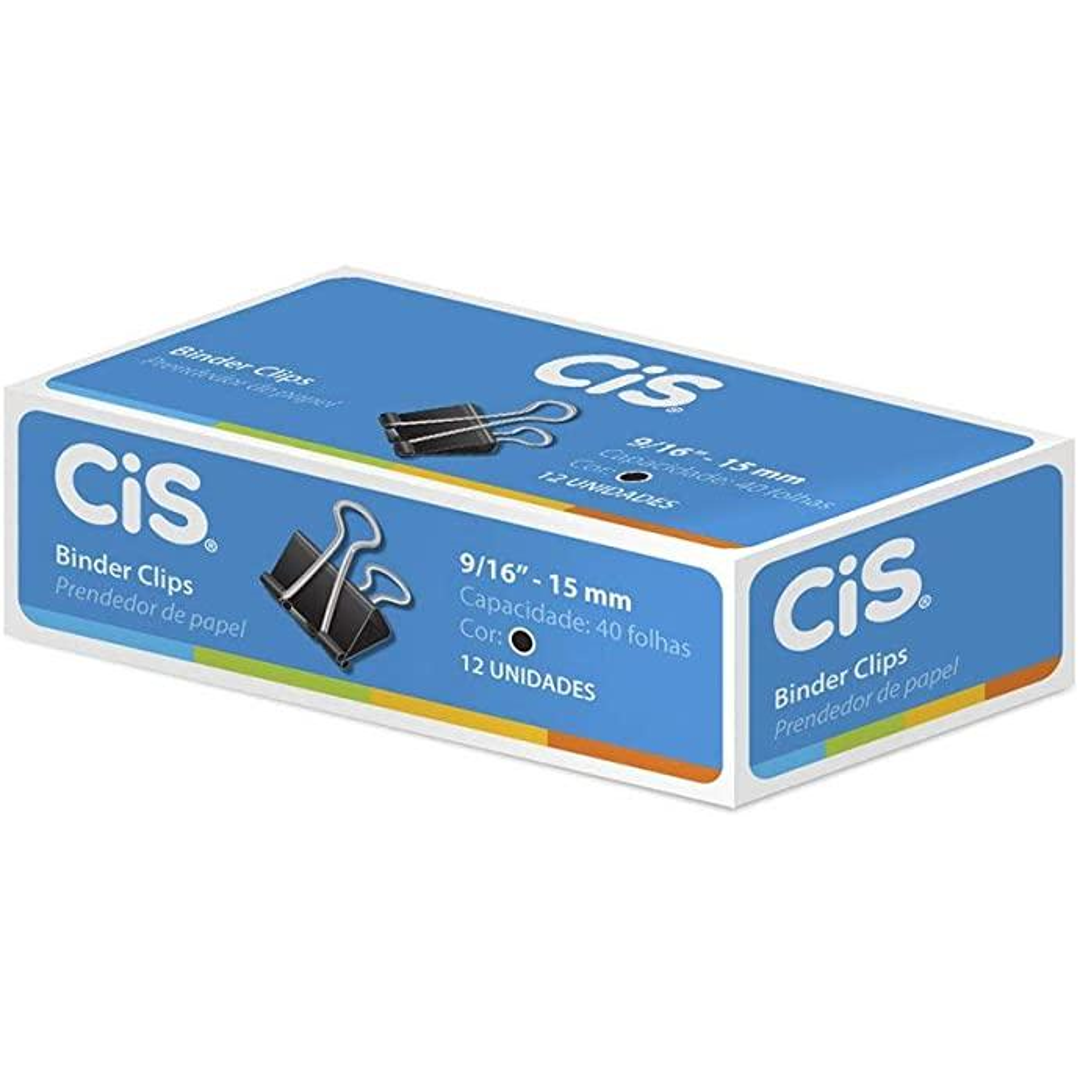 Binder Clips
Prendedor de papel
CiS®
9/16” - 15 mm
Capacidade: 40 folhas
Cor:
12 UNIDADES
CiS®
Binder Clips
Prendedor de papel
9/16” - 15 mm
Capacidade: 40 folhas
Cor:
12 UNIDADES
CiS®
Binder Clips
Prendedor de papel